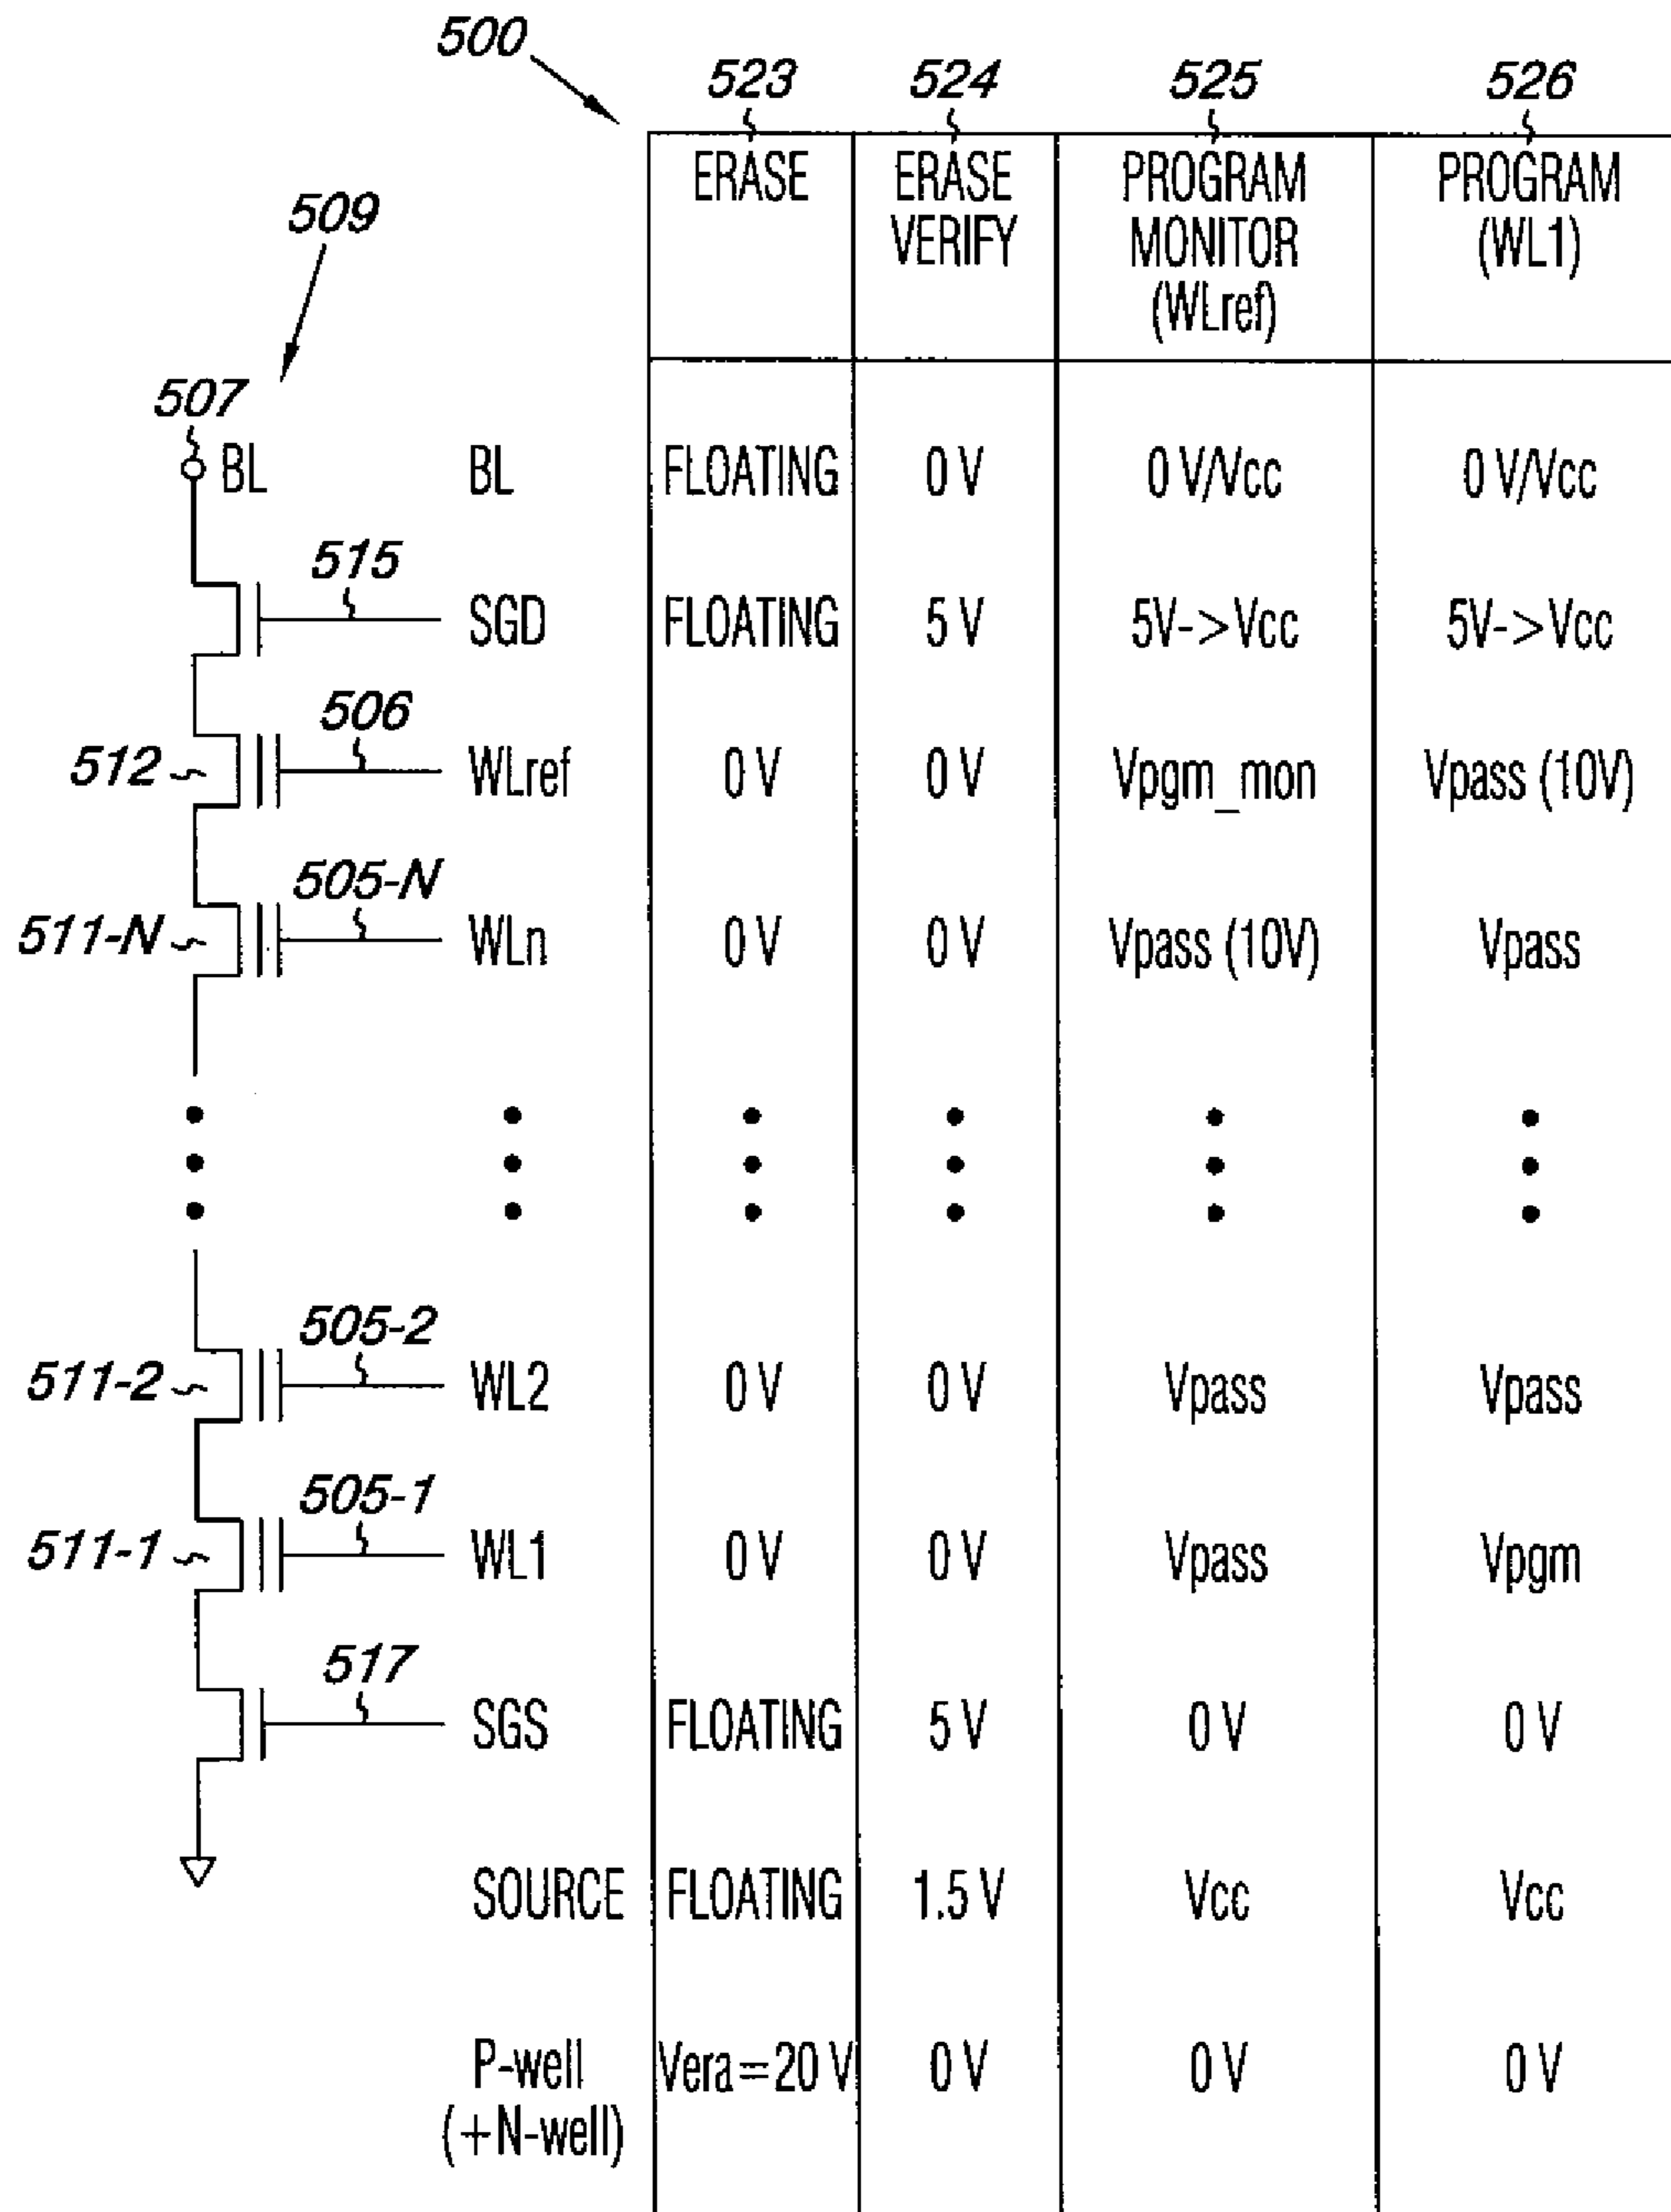 500
523 524 525 526
ERASE ERASE VERIFY PROGRAM MONITOR (WLref) PROGRAM (WL1)
509
507
BL BL FLOATING 0 V 0 V/Vcc 0 V/Vcc
515
SGD FLOATING 5 V 5V->Vcc 5V->Vcc
506
512 WLref 0 V 0 V Vpgm_mon Vpass (10V)
505-N
511-N WLn 0 V 0 V Vpass (10V) Vpass
505-2
511-2 WL2 0 V 0 V Vpass Vpass
505-1
511-1 WL1 0 V 0 V Vpass Vpgm
517
SGS FLOATING 5 V 0 V 0 V
SOURCE FLOATING 1.5 V Vcc Vcc
P-well Vera=20 V 0 V 0 V 0 V
(+N-well)